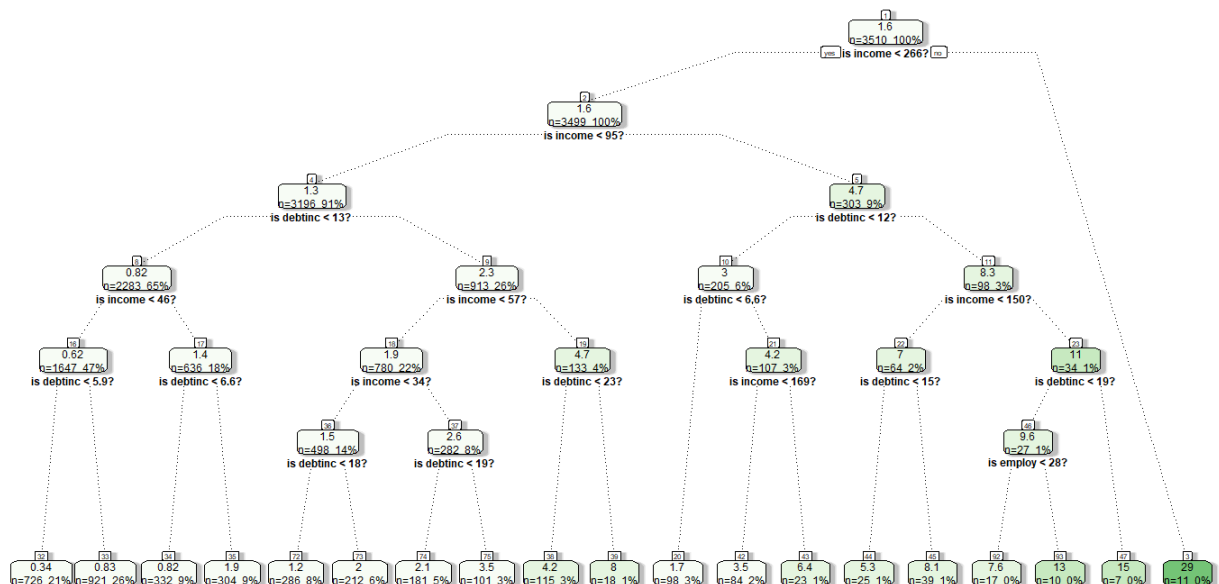 1
1.6
n=3510 100%
yes is income < 266? no
2
1.6
n=3499 100%
is income < 95?
4 5
1.3 4.7
n=3196 91% n=303 9%
is debtinc < 13? is debtinc < 12?
8 9 10 11
0.82 2.3 3 8.3
n=2283 65% n=913 26% n=205 6% n=98 3%
is income < 46? is income < 57? is debtinc < 6.6? is income < 150?
16 17 18 19 21 22 23
0.62 1.4 1.9 4.7 4.2 7 11
n=1647 47% n=636 18% n=780 22% n=133 4% n=107 3% n=64 2% n=34 1%
is debtinc < 5.9? is debtinc < 6.6? is income < 34? is debtinc < 23? is income < 169? is debtinc < 15? is debtinc < 19?
36 37 46
1.5 2.6 9.6
n=498 14% n=282 8% n=27 1%
is debtinc < 18? is debtinc < 19? is employ < 28?
32 33 34 35 72 73 74 75 38 39 20 42 43 44 45 92 93 47 3
0.34 0.83 0.82 1.9 1.2 2 2.1 3.5 4.2 8 1.7 3.5 6.4 5.3 8.1 7.6 13 15 29
n=726 21% n=921 26% n=332 9% n=304 9% n=286 8% n=212 6% n=181 5% n=101 3% n=115 3% n=18 1% n=98 3% n=84 2% n=23 1% n=25 1% n=39 1% n=17 0% n=10 0% n=7 0% n=11 0%